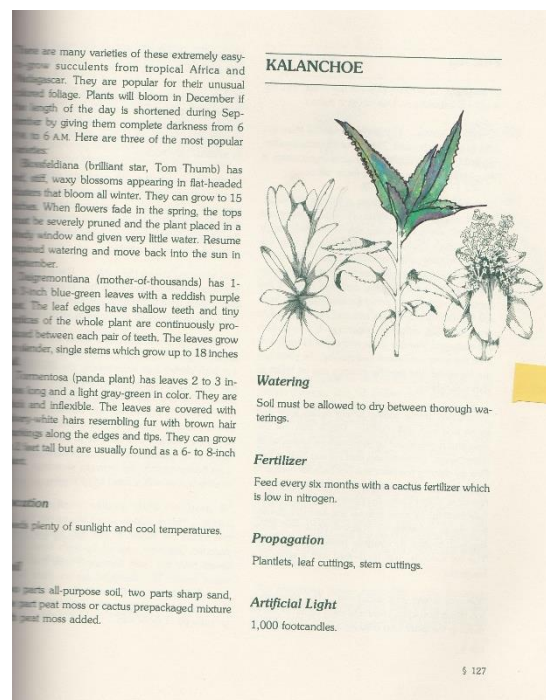 are many varieties of these extremely easy-
succulents from tropical Africa and
They are popular for their unusual
foliage. Plants will bloom in December if
length of the day is shortened during Sep-
by giving them complete darkness from 6
to 6 A.M. Here are three of the most popular
(brilliant star, Tom Thumb) has
waxy blossoms appearing in flat-headed
that bloom all winter. They can grow to 15
When flowers fade in the spring, the tops
be severely pruned and the plant placed in a
window and given very little water. Resume
watering and move back into the sun in
(mother-of-thousands) has 1-
blue-green leaves with a reddish purple
The leaf edges have shallow teeth and tiny
of the whole plant are continuously pro-
between each pair of teeth. The leaves grow
single stems which grow up to 18 inches
(panda plant) has leaves 2 to 3 in-
long and a light gray-green in color. They are
and inflexible. The leaves are covered with
hairs resembling fur with brown hair
along the edges and tips. They can grow
tall but are usually found as a 6- to 8-inch
plenty of sunlight and cool temperatures.
parts all-purpose soil, two parts sharp sand,
part peat moss or cactus prepackaged mixture
peat moss added.
KALANCHOE
Watering
Soil must be allowed to dry between thorough wa-
terings.
Fertilizer
Feed every six months with a cactus fertilizer which
is low in nitrogen.
Propagation
Plantlets, leaf cuttings, stem cuttings.
Artificial Light
1,000 footcandles.
§ 127